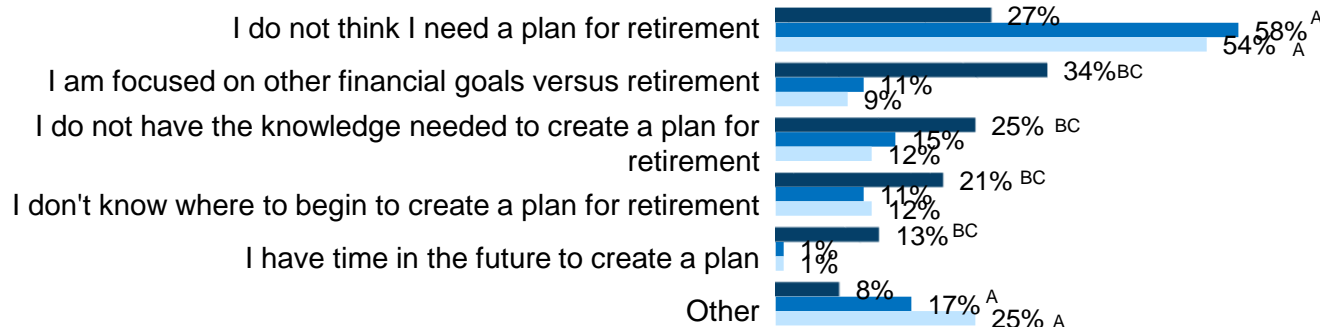 I do not think I need a plan for retirement
27%
58% A
54% A
I am focused on other financial goals versus retirement
34% BC
11%
9%
I do not have the knowledge needed to create a plan for
retirement
25% BC
15%
12%
I don't know where to begin to create a plan for retirement
21% BC
11%
12%
I have time in the future to create a plan
13% BC
1%
1%
Other
8%
17% A
25% A